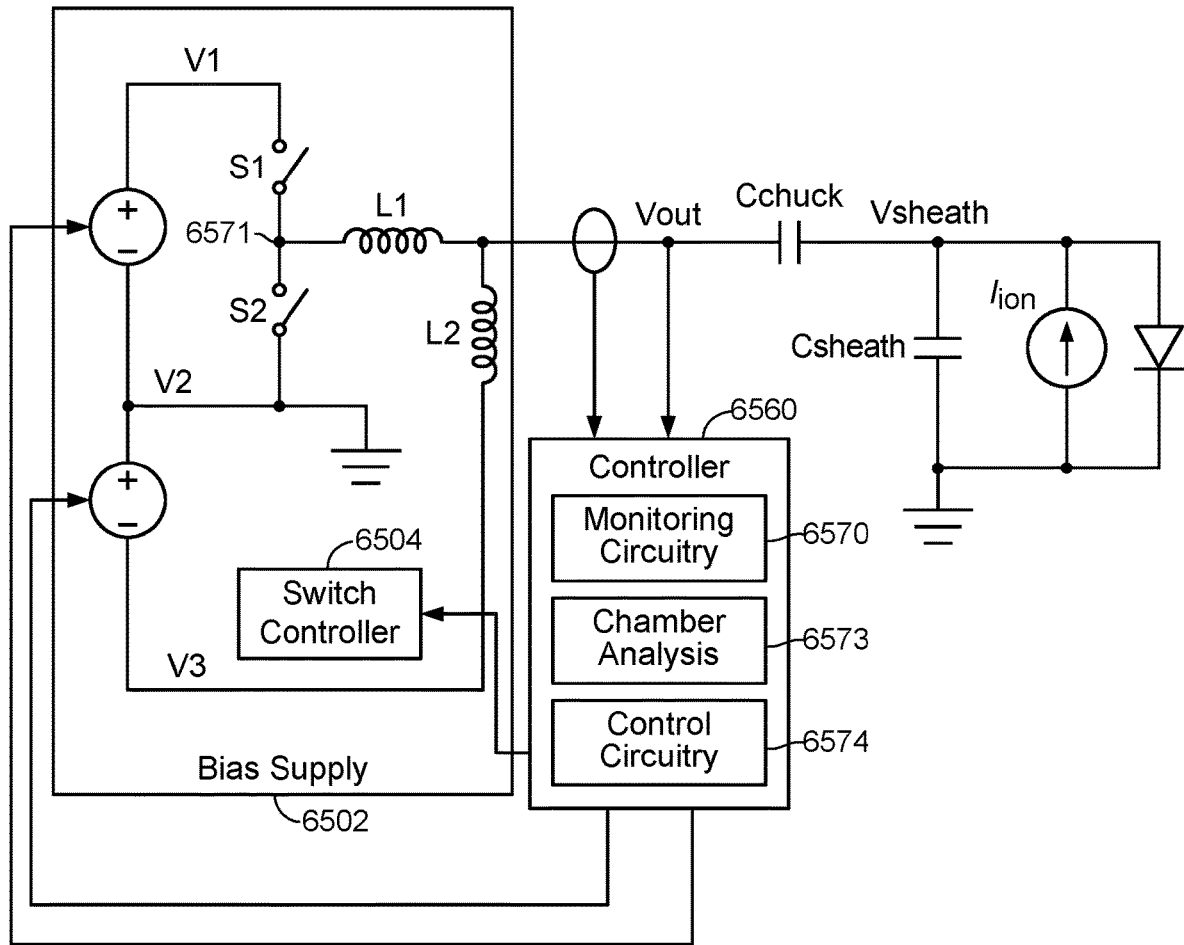 V1
S1
+
−
6571
L1
Vout
Cchuck
Vsheath
S2
L2
Iion
Csheath
V2
+
−
6560
Controller
Monitoring
Circuitry
6570
6504
Switch
Controller
Chamber
Analysis
6573
V3
Control
Circuitry
6574
Bias Supply
6502